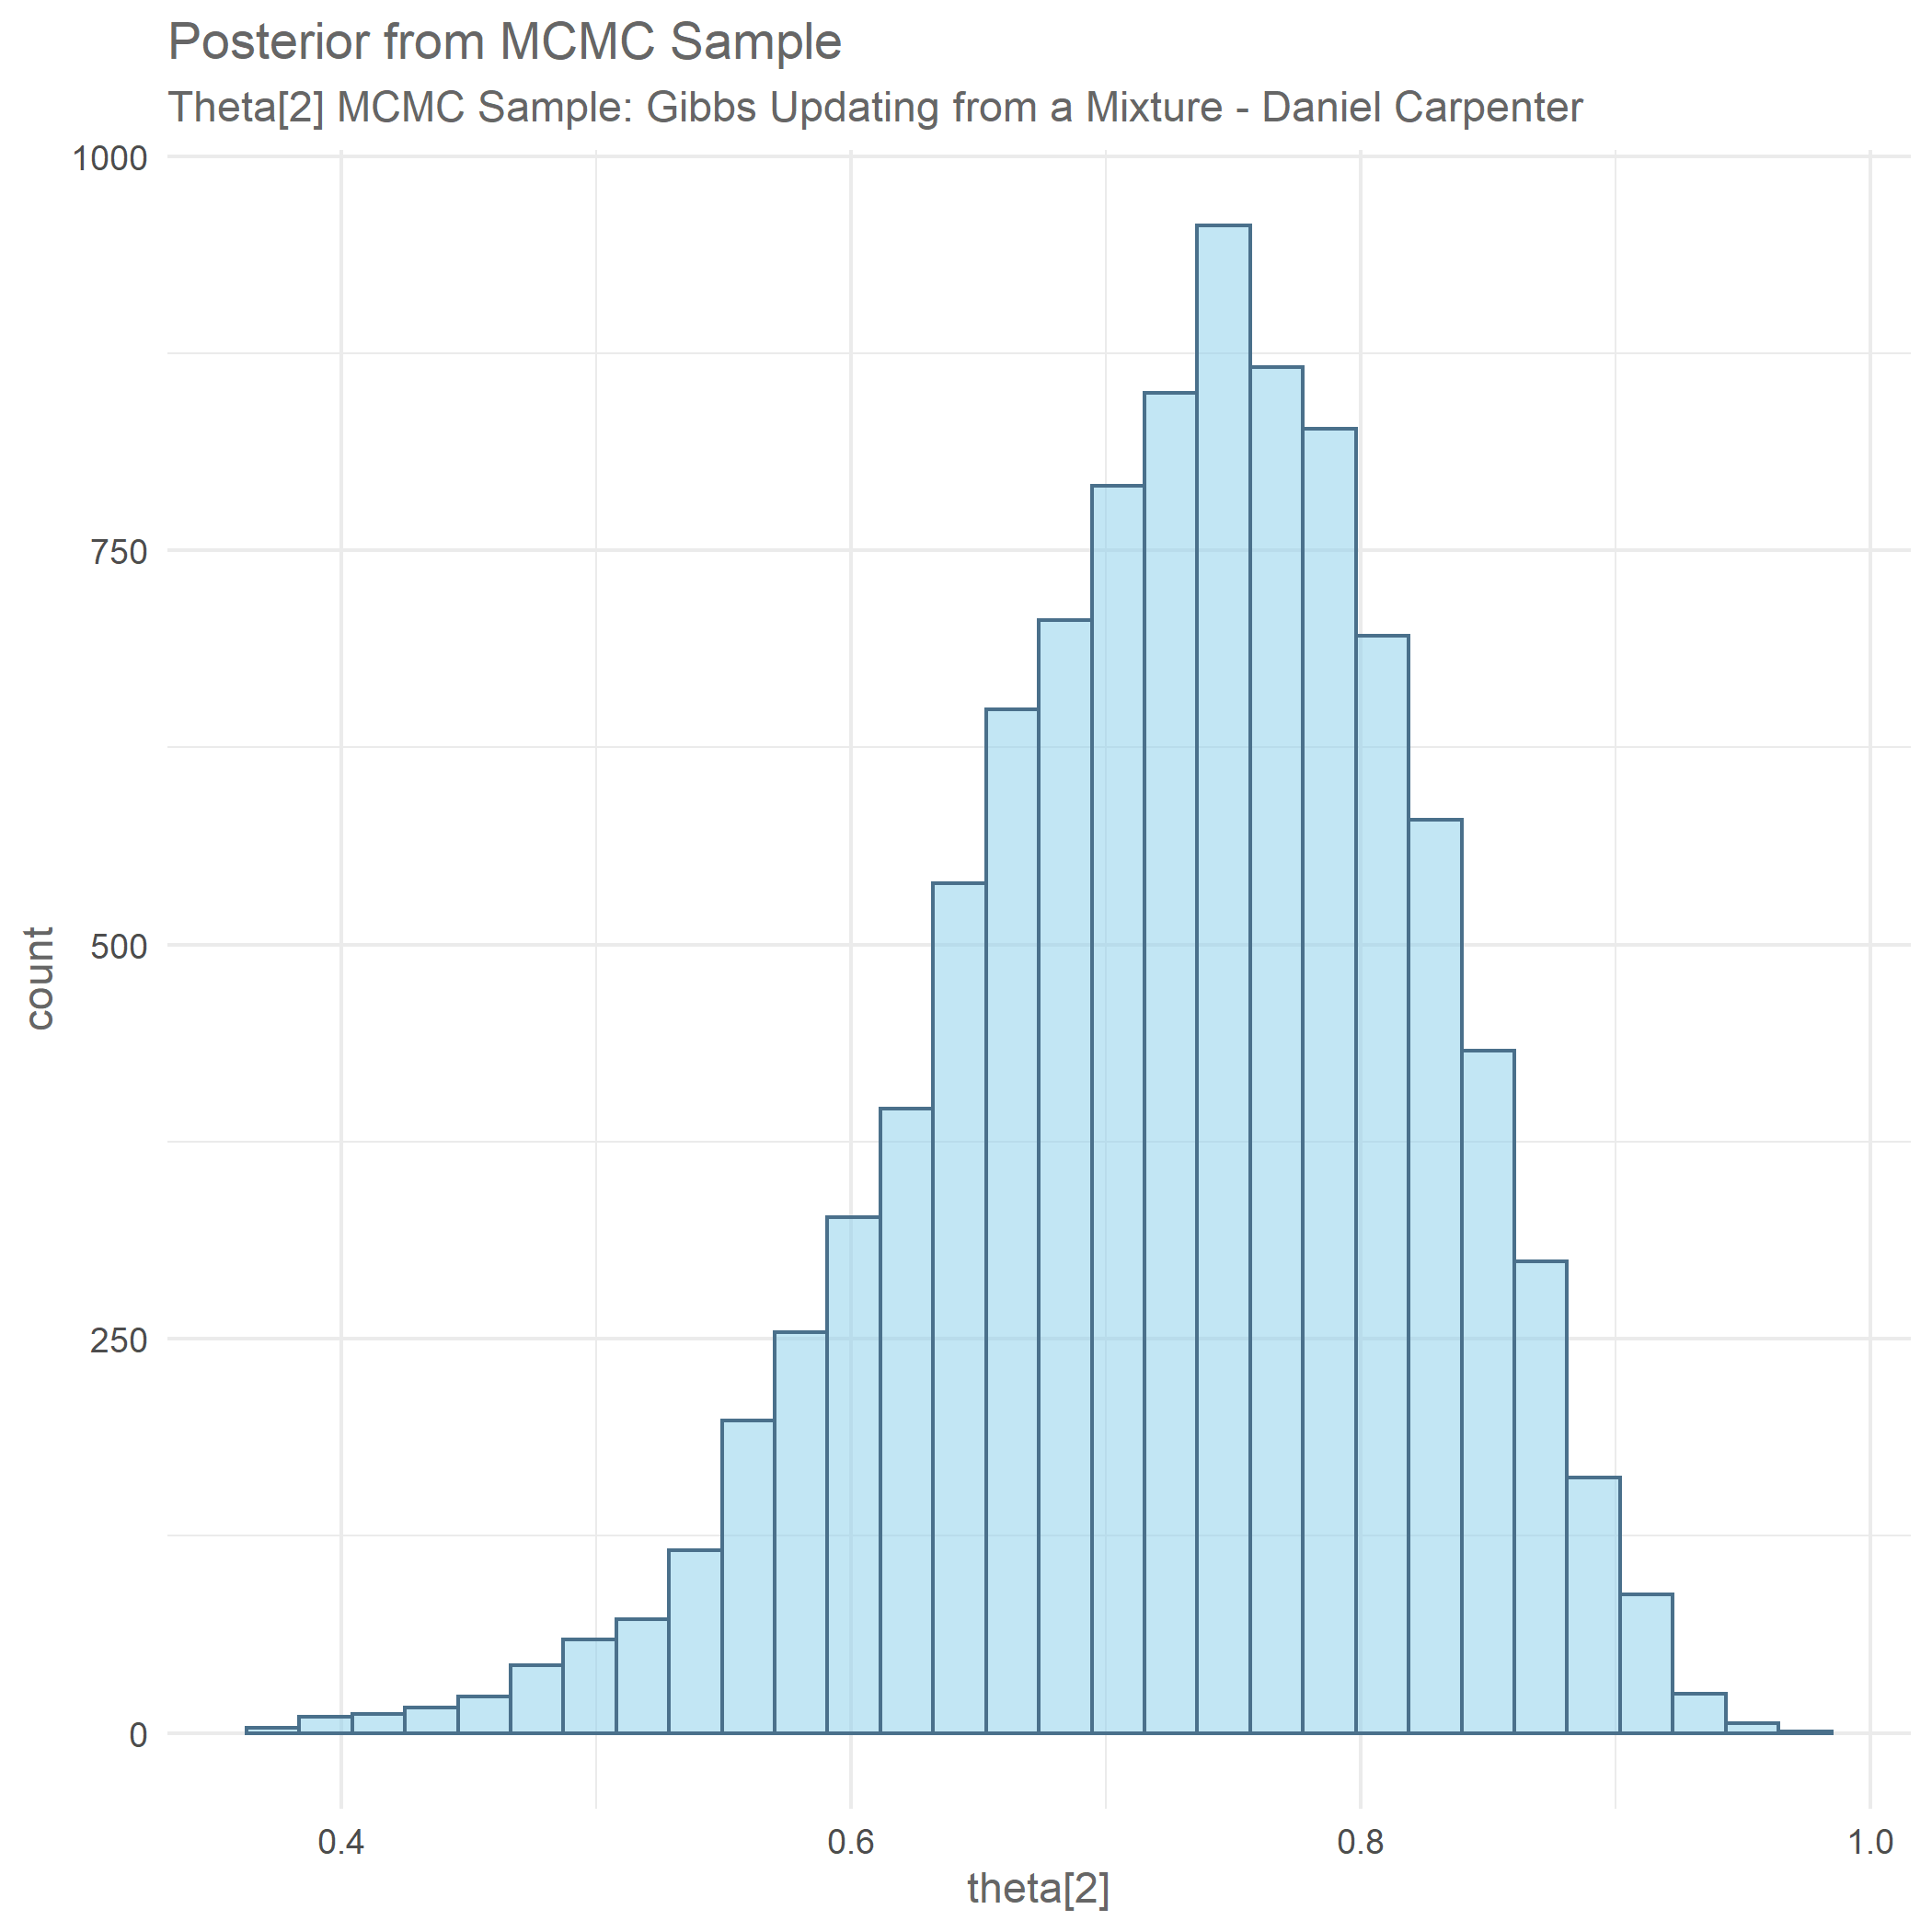 Posterior from MCMC Sample
Theta[2] MCMC Sample: Gibbs Updating from a Mixture - Daniel Carpenter
1000
750
500
250
0
count
0.4 0.6 0.8 1.0
theta[2]